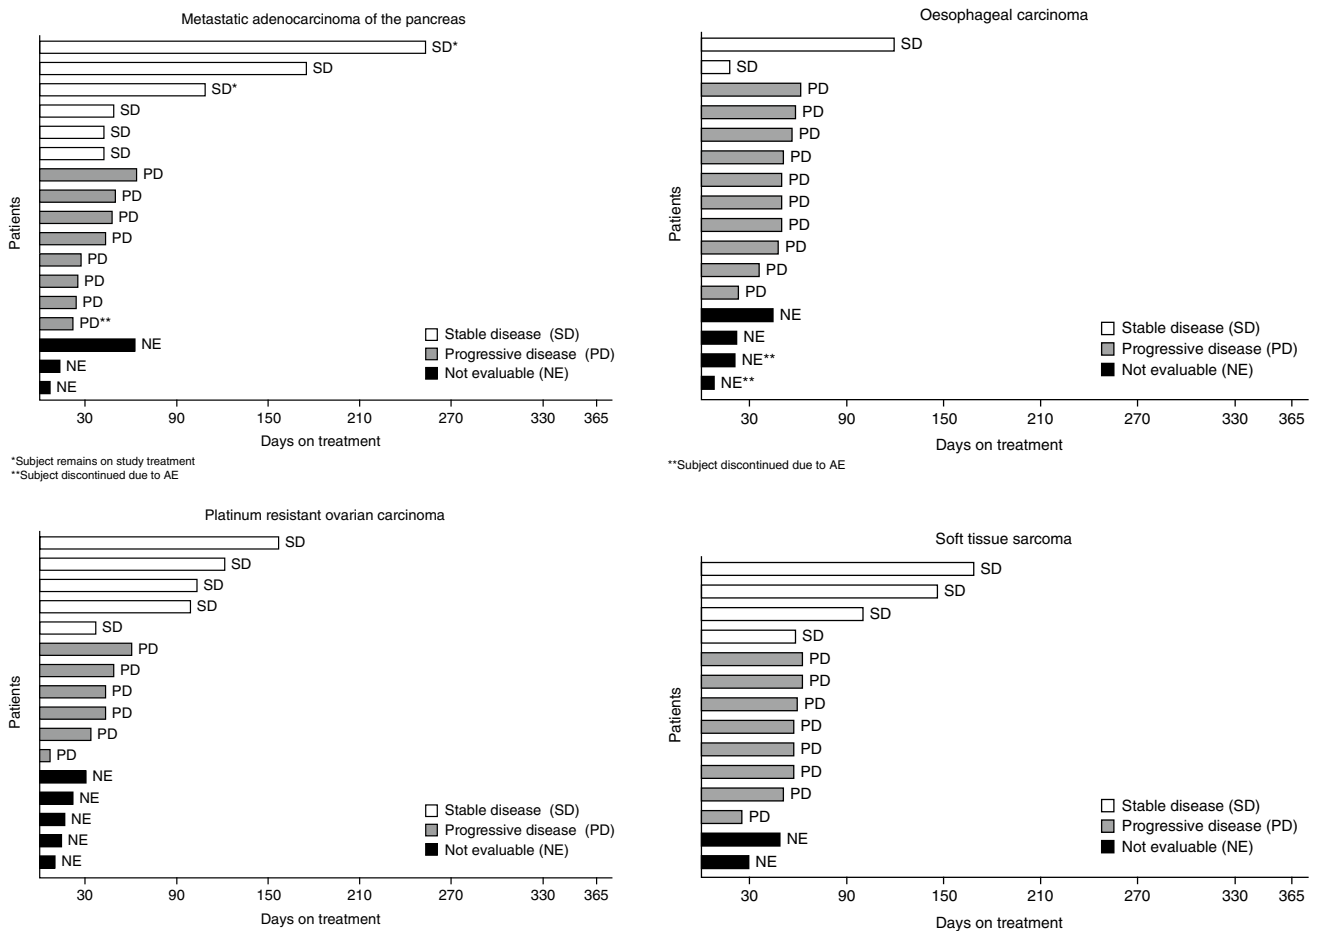 Metastatic adenocarcinoma of the pancreas
SD*
SD
SD*
SD
SD
SD
PD
PD
PD
PD
PD
PD
PD
PD**
NE
NE
NE
Patients
Stable disease (SD)
Progressive disease (PD)
Not evaluable (NE)
30 90 150 210 270 330 365
Days on treatment
*Subject remains on study treatment
**Subject discontinued due to AE
Oesophageal carcinoma
SD
SD
PD
PD
PD
PD
PD
PD
PD
PD
PD
PD
NE
NE
NE**
NE**
Patients
Stable disease (SD)
Progressive disease (PD)
Not evaluable (NE)
30 90 150 210 270 330 365
Days on treatment
**Subject discontinued due to AE
Platinum resistant ovarian carcinoma
SD
SD
SD
SD
SD
PD
PD
PD
PD
PD
PD
NE
NE
NE
NE
NE
Patients
Stable disease (SD)
Progressive disease (PD)
Not evaluable (NE)
30 90 150 210 270 330 365
Days on treatment
Soft tissue sarcoma
SD
SD
SD
SD
PD
PD
PD
PD
PD
PD
PD
PD
NE
NE
Patients
Stable disease (SD)
Progressive disease (PD)
Not evaluable (NE)
30 90 150 210 270 330 365
Days on treatment